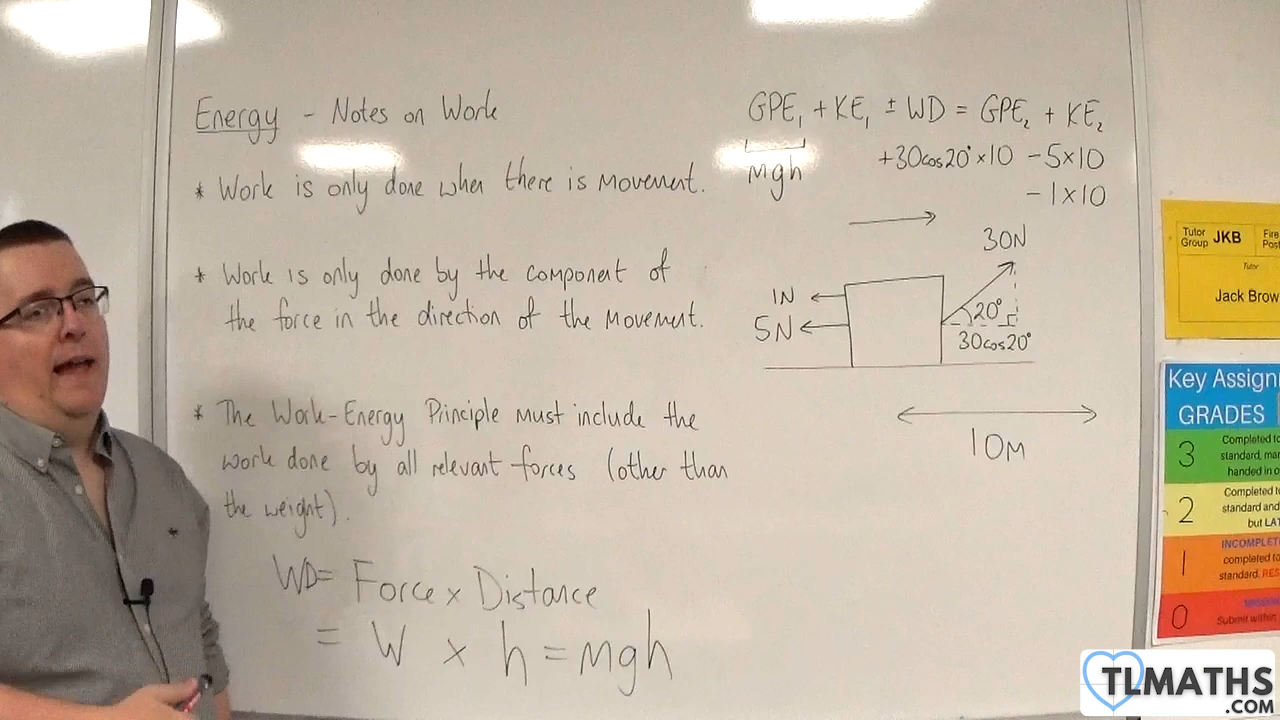 Energy - Notes on Work
* Work is only done when there is movement.
* Work is only done by the component of
the force in the direction of the movement.
* The Work-Energy Principle must include the
work done by all relevant forces (other than
the weight).
WD= Force x Distance
= W x h = mgh
GPE₁ + KE₁ ± WD = GPE₂ + KE₂
mgh
+30cos20°×10 -5×10
-1×10
30N
1N
5N
20°
30cos20°
10M
Tutor
Group JKB
Fire
Tutor
Jack Brow
Key Assign
GRADES
3
Completed to
standard,
handed in
2
Completed to
standard and
but LAT
1
INCOMPLET
completed to
standard. RES
0
Submit within
TLMATHS
.COM